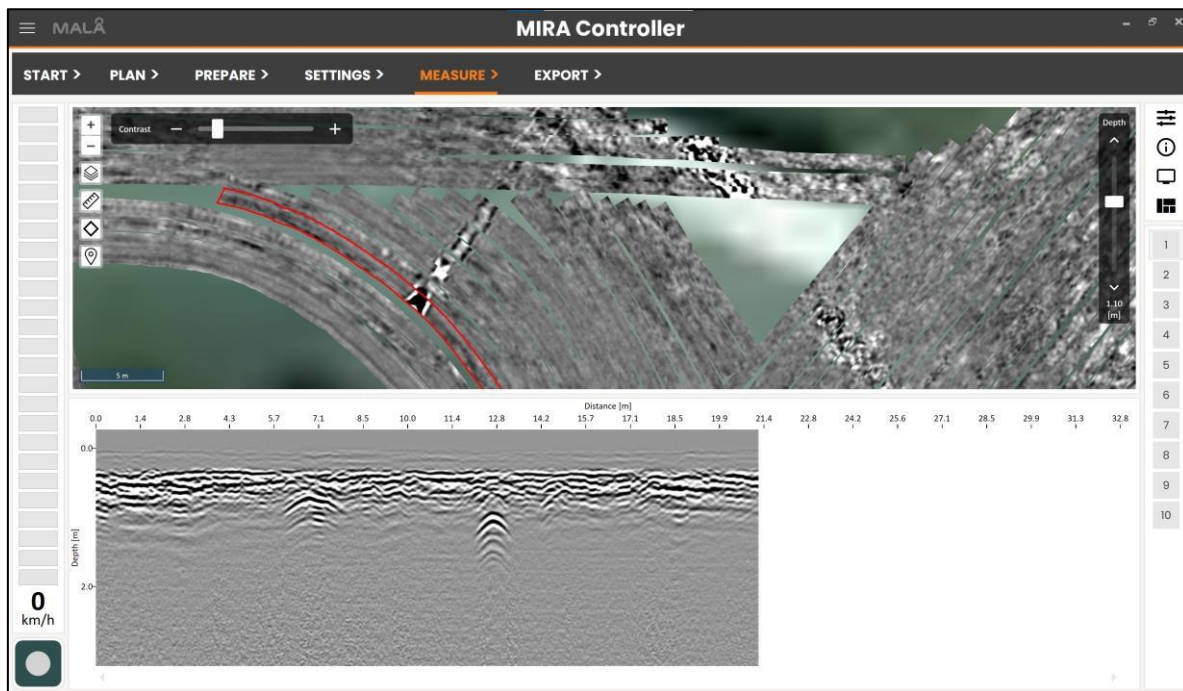 MALÅ
MIRA Controller
START >
PLAN >
PREPARE >
SETTINGS >
MEASURE >
EXPORT >
Contrast
Depth
1.10
[m]
5 m
Distance [m]
0.0 1.4 2.8 4.3 5.7 7.1 8.5 10.0 11.4 12.8 14.2 15.7 17.1 18.5 19.9 21.4 22.8 24.2 25.6 27.1 28.5 29.9 31.3 32.8
0.0
Depth [m]
2.0
0
km/h
1
2
3
4
5
6
7
8
9
10